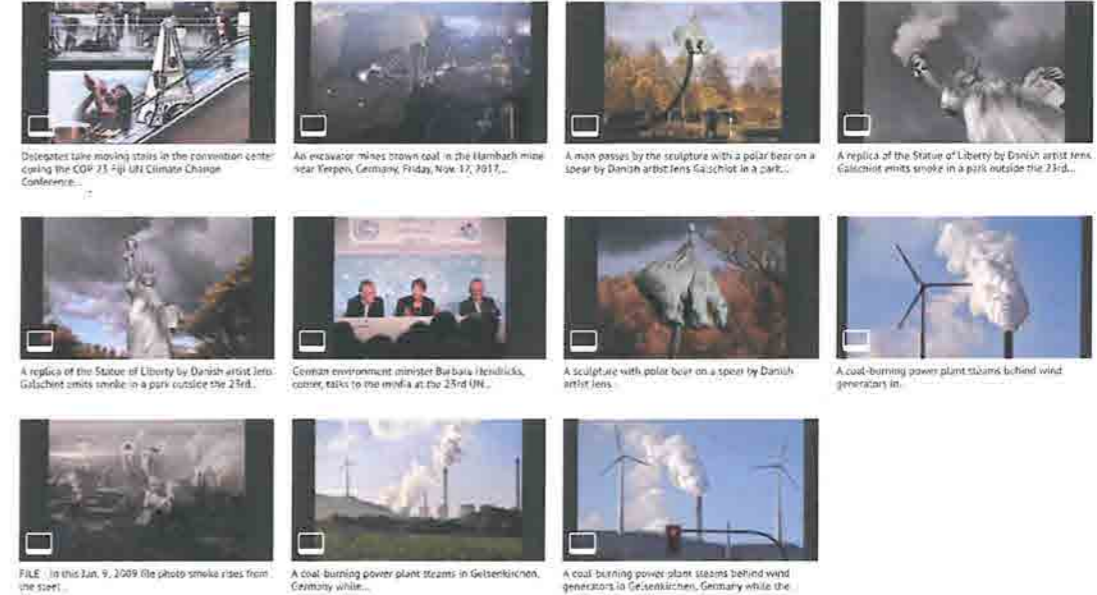 Delegates take moving stairs in the convention center
during the COP 23 Fiji UN Climate Change
Conference...
An excavator mines brown coal in the Hambach mine
near Kerpen, Germany, Friday, Nov. 17, 2017,...
A man passes by the sculpture with a polar bear on a
spear by Danish artist Jens Galschiot in a park...
A replica of the Statue of Liberty by Danish artist Jens
Galschiot emits smoke in a park outside the 23rd...
A replica of the Statue of Liberty by Danish artist Jens
Galschiot emits smoke in a park outside the 23rd...
German environment minister Barbara Hendricks,
center, talks to the media at the 23rd UN...
A sculpture with polar bear on a spear by Danish
artist Jens...
A coal-burning power plant steams behind wind
generators in...
FILE - In this Jan. 9, 2009 file photo smoke rises from
the steel...
A coal-burning power plant steams in Gelsenkirchen,
Germany while...
A coal-burning power plant steams behind wind
generators in Gelsenkirchen, Germany while the...